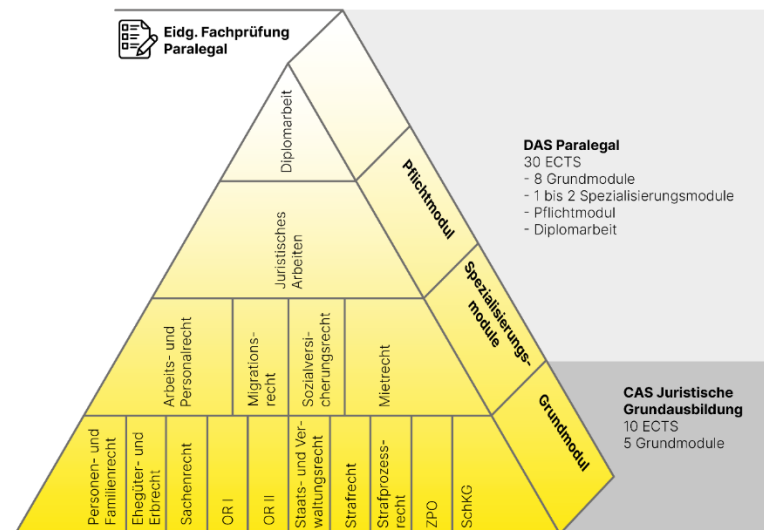 Eidg. Fachprüfung
Paralegal
Diplomarbeit
Pflichtmodul
Juristisches
Arbeiten
Spezialisierungs-
module
Arbeits- und
Personalrecht
Migrations-
recht
Sozialversi-
cherungsrecht
Mietrecht
Grundmodul
Personen- und
Familienrecht
Ehegüter- und
Erbrecht
Sachenrecht
OR I
OR II
Staats- und Ver-
waltungsrecht
Strafrecht
Strafprozess-
recht
ZPO
SchKG
DAS Paralegal
30 ECTS
- 8 Grundmodule
- 1 bis 2 Spezialisierungsmodule
- Pflichtmodul
- Diplomarbeit
CAS Juristische
Grundausbildung
10 ECTS
5 Grundmodule